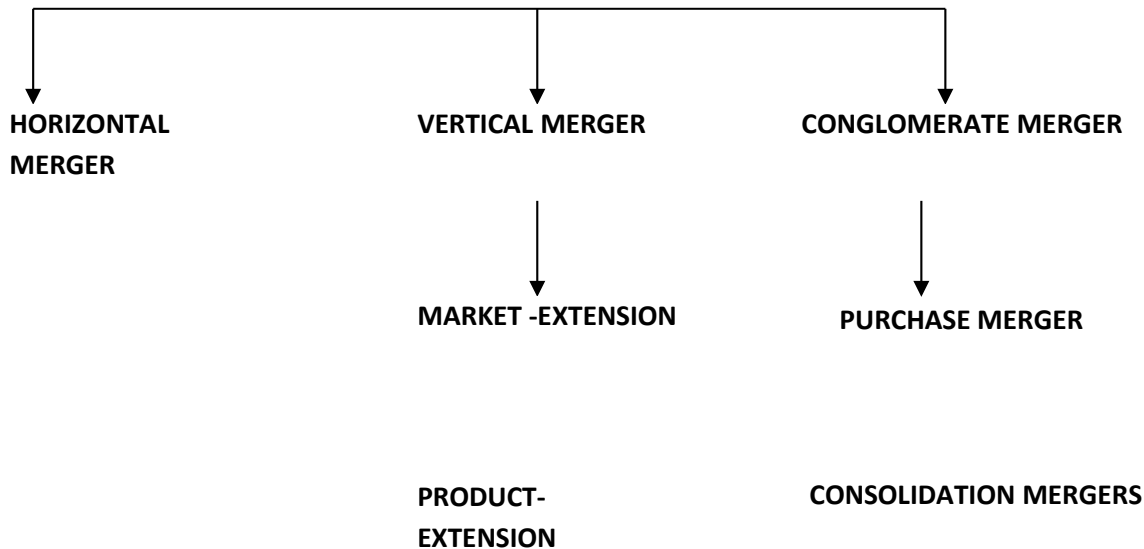 HORIZONTAL
MERGER
VERTICAL MERGER
CONGLOMERATE MERGER
MARKET -EXTENSION
PURCHASE MERGER
PRODUCT-
EXTENSION
CONSOLIDATION MERGERS